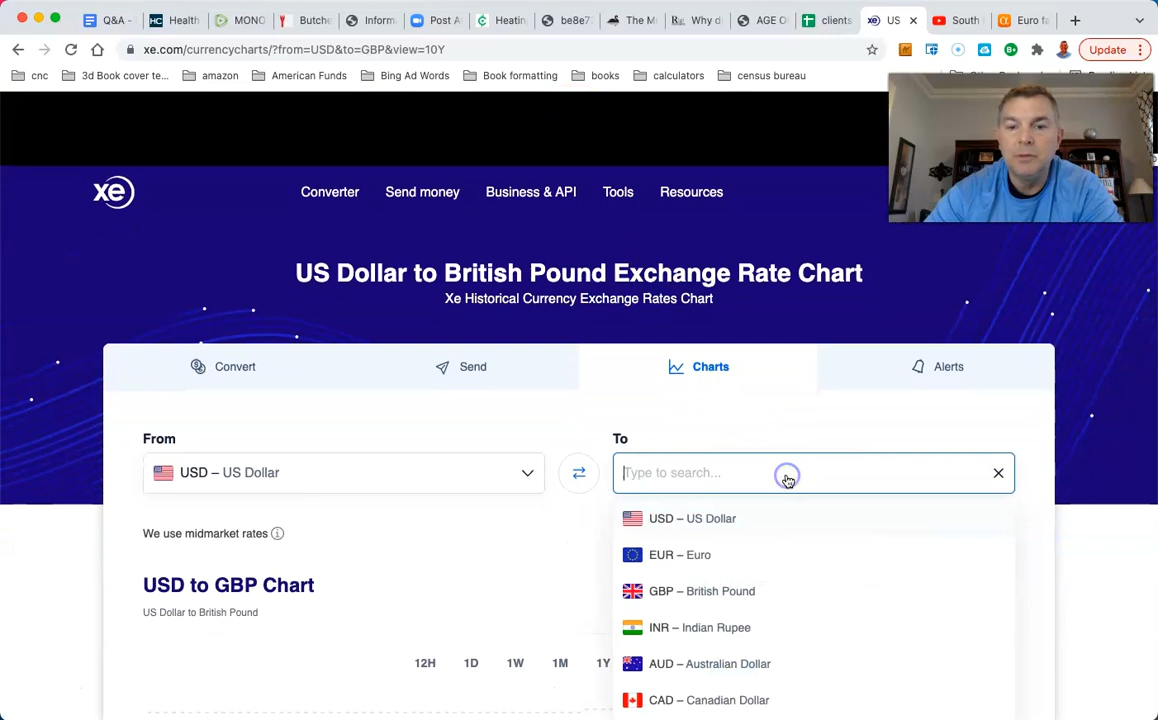 Q&A -
Health
MONO
Butche
Inform
Post A
Heating
be8e7
The M
Why d
AGE O
clients
US
South
Euro fa
xe.com/currencycharts/?from=USD&to=GBP&view=10Y
Update
cnc
3d Book cover te...
amazon
American Funds
Bing Ad Words
Book formatting
books
calculators
census bureau
xe
Converter
Send money
Business & API
Tools
Resources
US Dollar to British Pound Exchange Rate Chart
Xe Historical Currency Exchange Rates Chart
Convert
Send
Charts
Alerts
From
To
USD – US Dollar
Type to search...
We use midmarket rates
USD – US Dollar
EUR – Euro
USD to GBP Chart
GBP – British Pound
US Dollar to British Pound
INR – Indian Rupee
12H 1D 1W 1M 1Y
AUD – Australian Dollar
CAD – Canadian Dollar